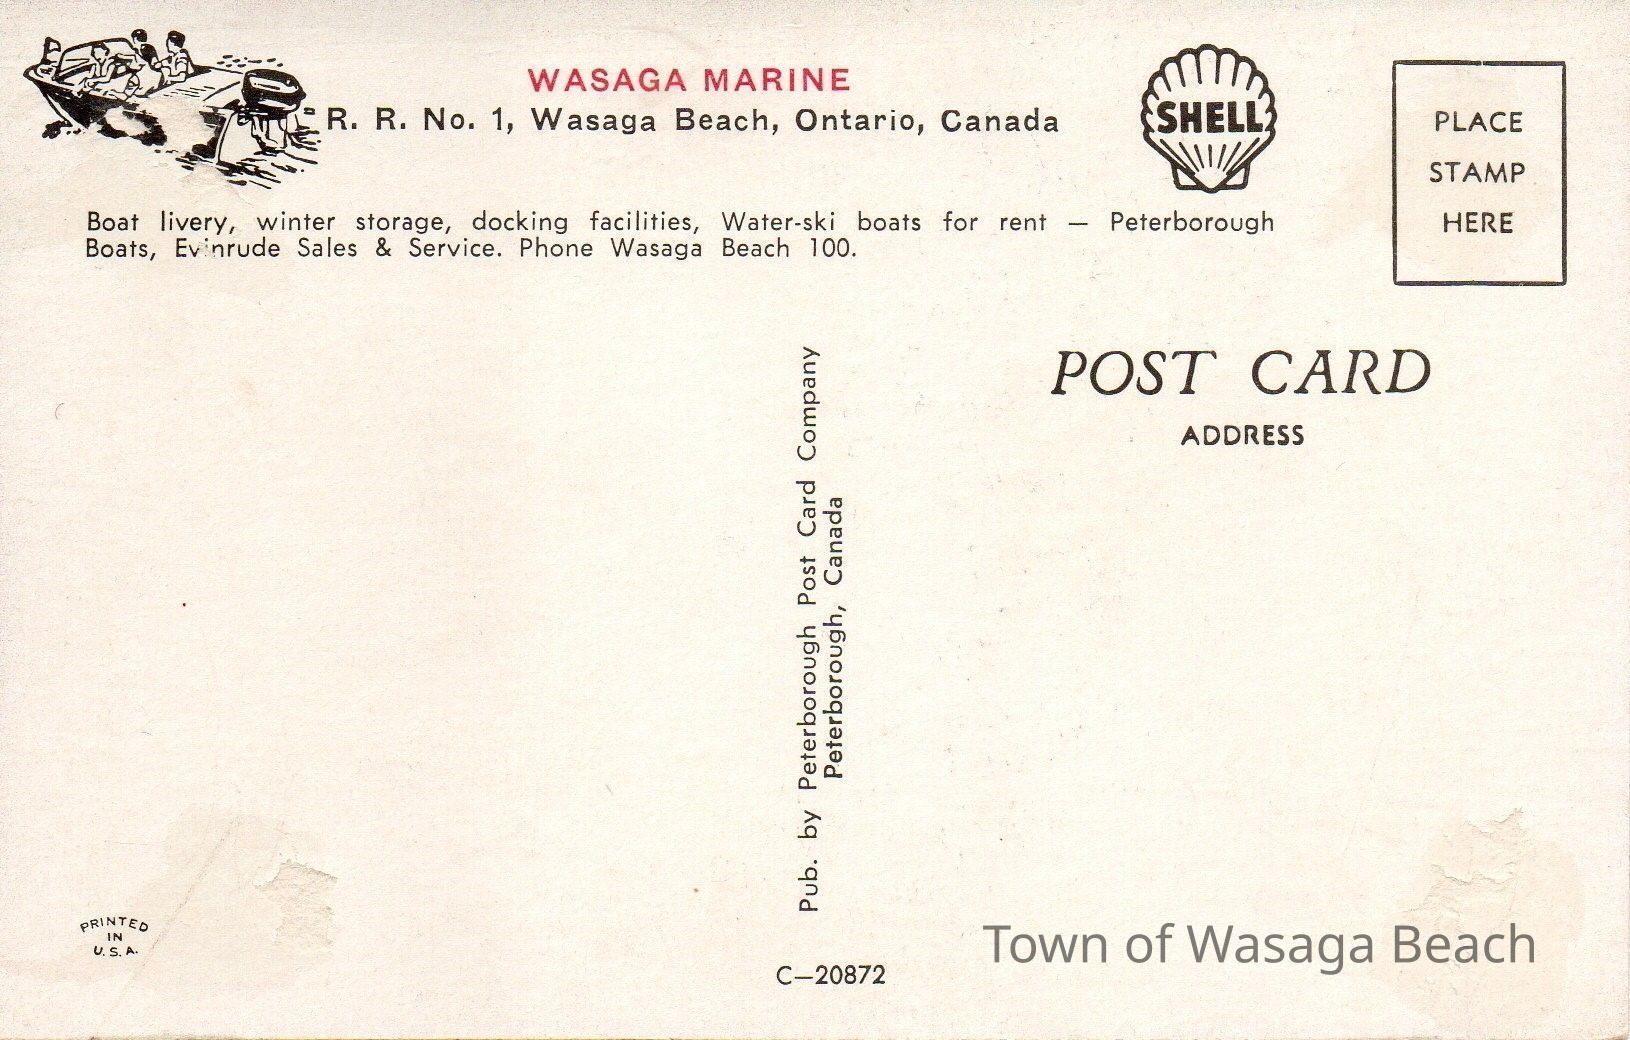 WASAGA MARINE
R. R. No. 1, Wasaga Beach, Ontario, Canada
SHELL
PLACE
STAMP
HERE
Boat livery, winter storage, docking facilities, Water-ski boats for rent — Peterborough
Boats, Evinrude Sales & Service. Phone Wasaga Beach 100.
POST CARD
ADDRESS
Pub. by Peterborough Post Card Company
Peterborough, Canada
PRINTED
IN
U. S. A.
C—20872
Town of Wasaga Beach